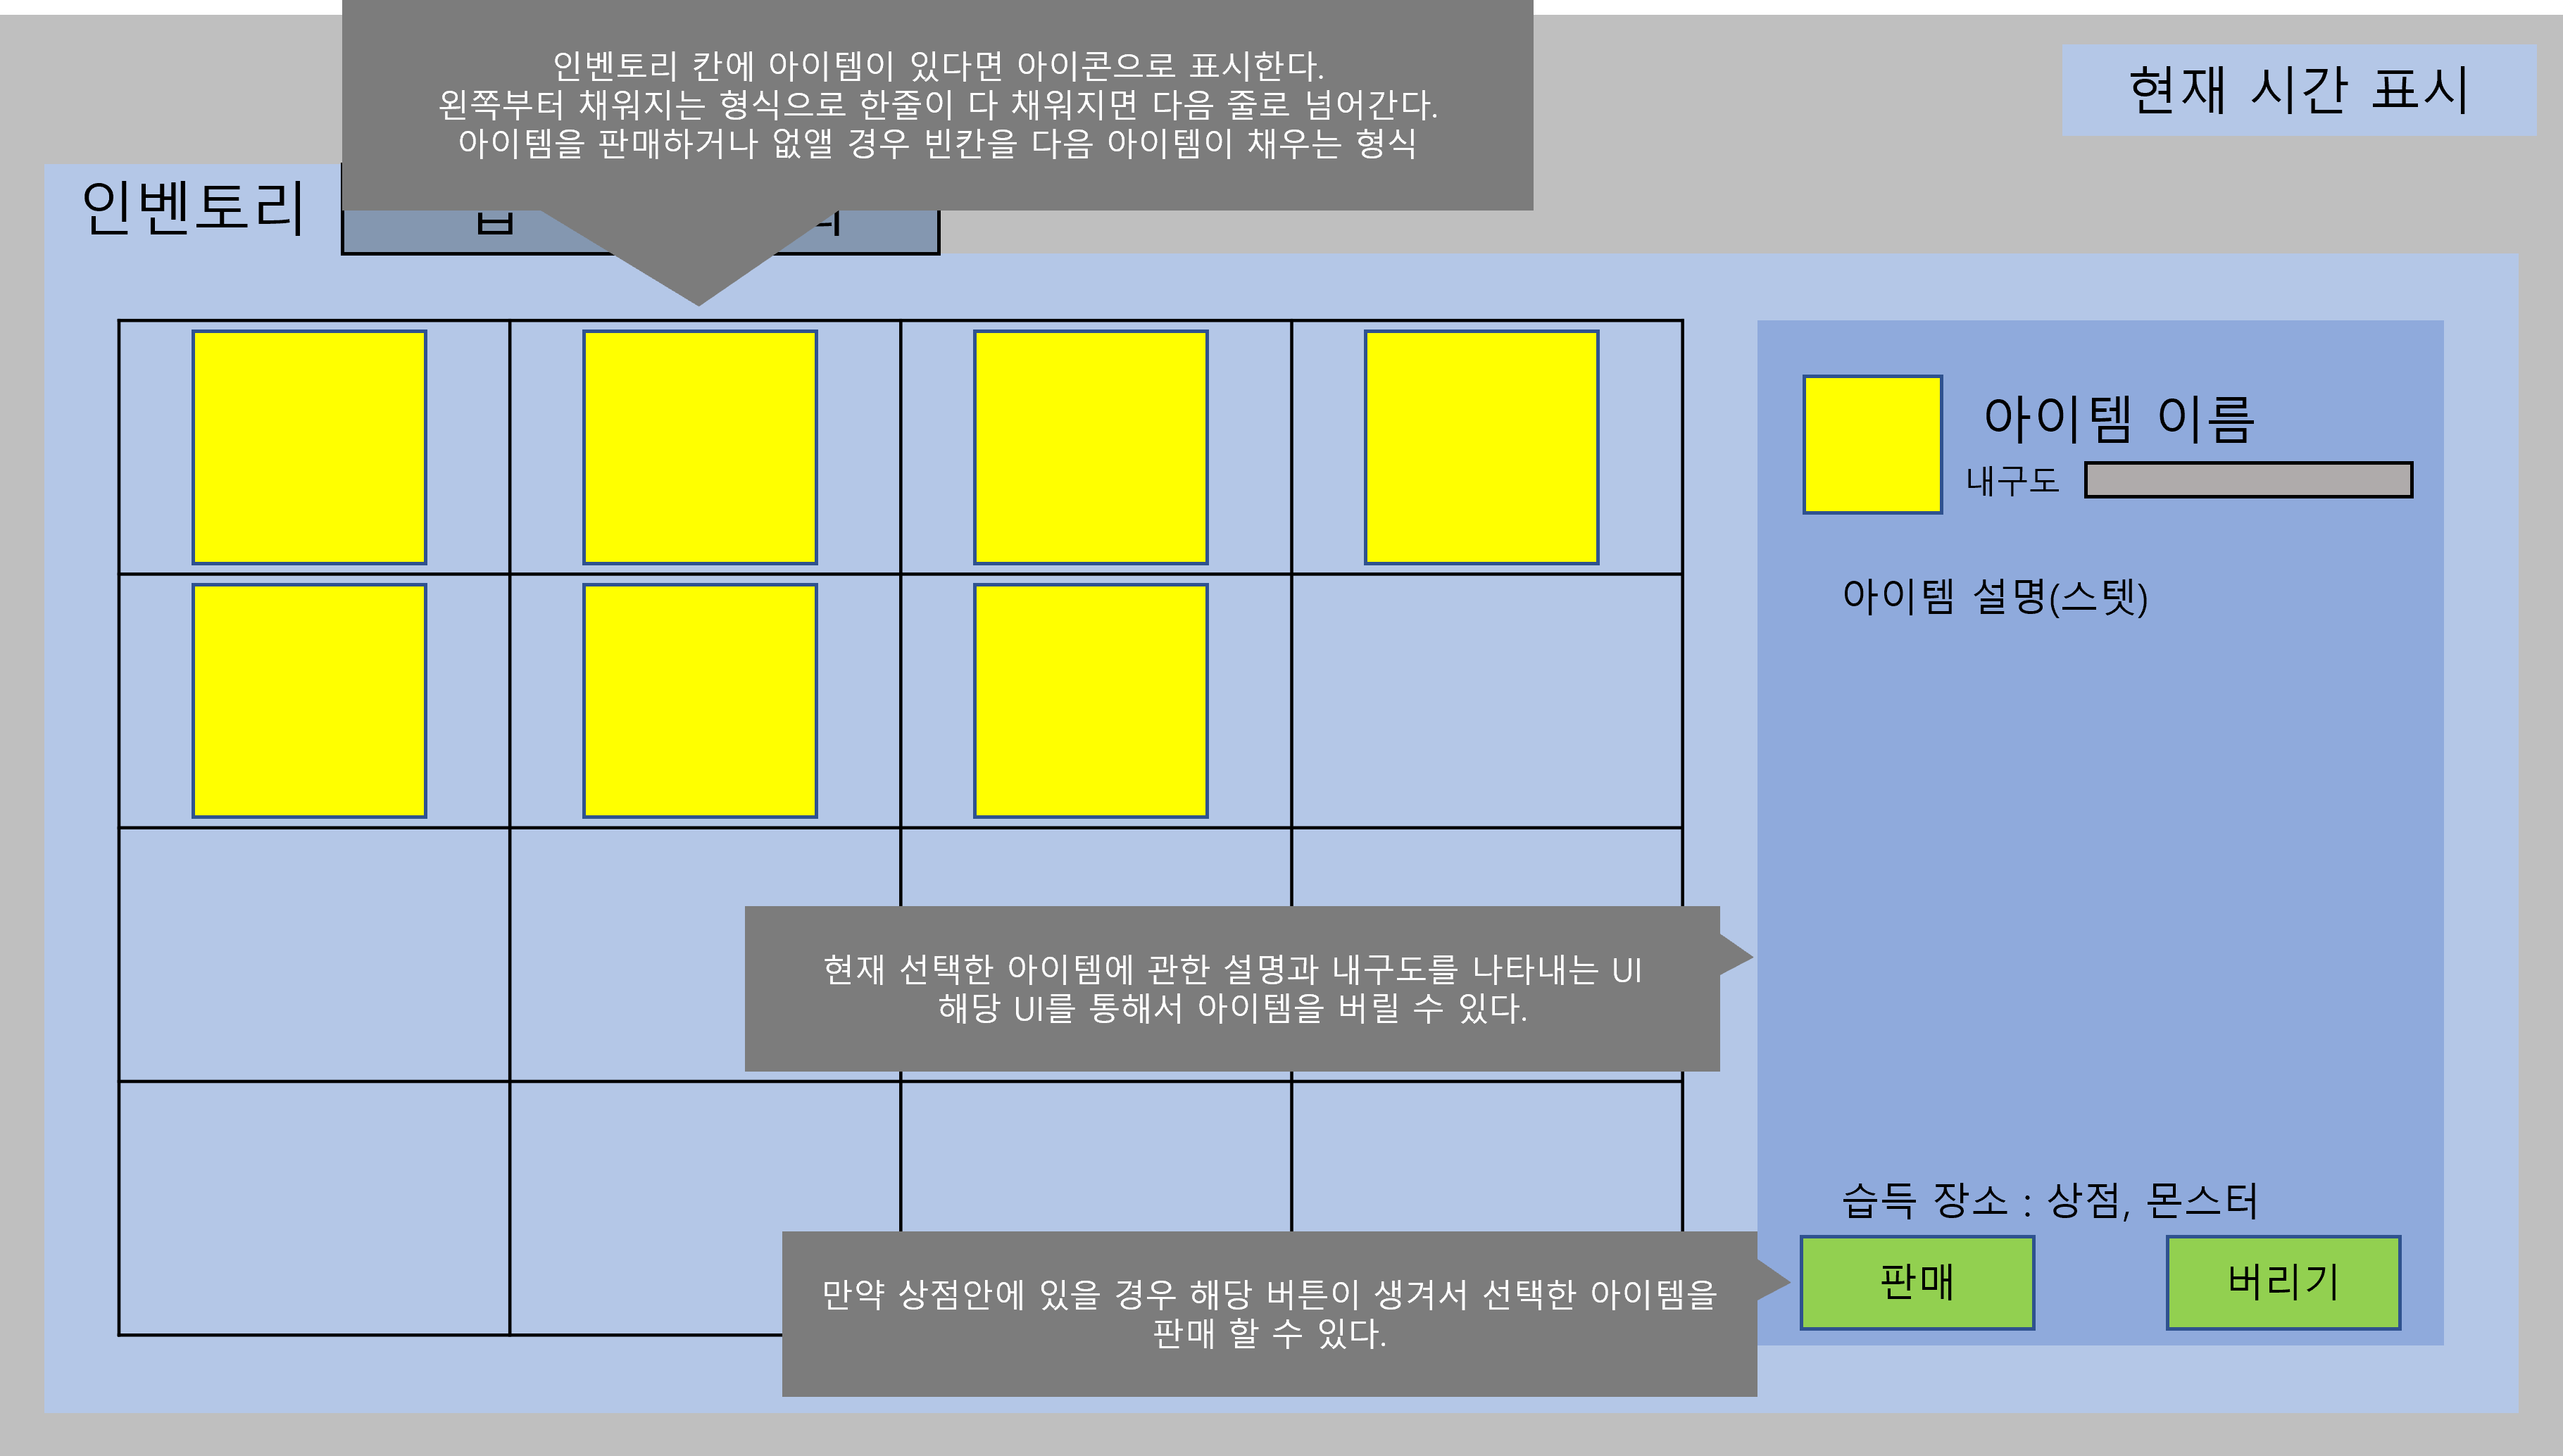 인벤토리 칸에 아이템이 있다면 아이콘으로 표시한다.
왼쪽부터 채워지는 형식으로 한줄이 다 채워지면 다음 줄로 넘어간다.
아이템을 판매하거나 없앨 경우 빈칸을 다음 아이템이 채우는 형식
현재 시간 표시
인벤토리
아이템 이름
내구도
아이템 설명(스텟)
현재 선택한 아이템에 관한 설명과 내구도를 나타내는 UI
해당 UI를 통해서 아이템을 버릴 수 있다.
습득 장소 : 상점, 몬스터
만약 상점안에 있을 경우 해당 버튼이 생겨서 선택한 아이템을
판매 할 수 있다.
판매
버리기